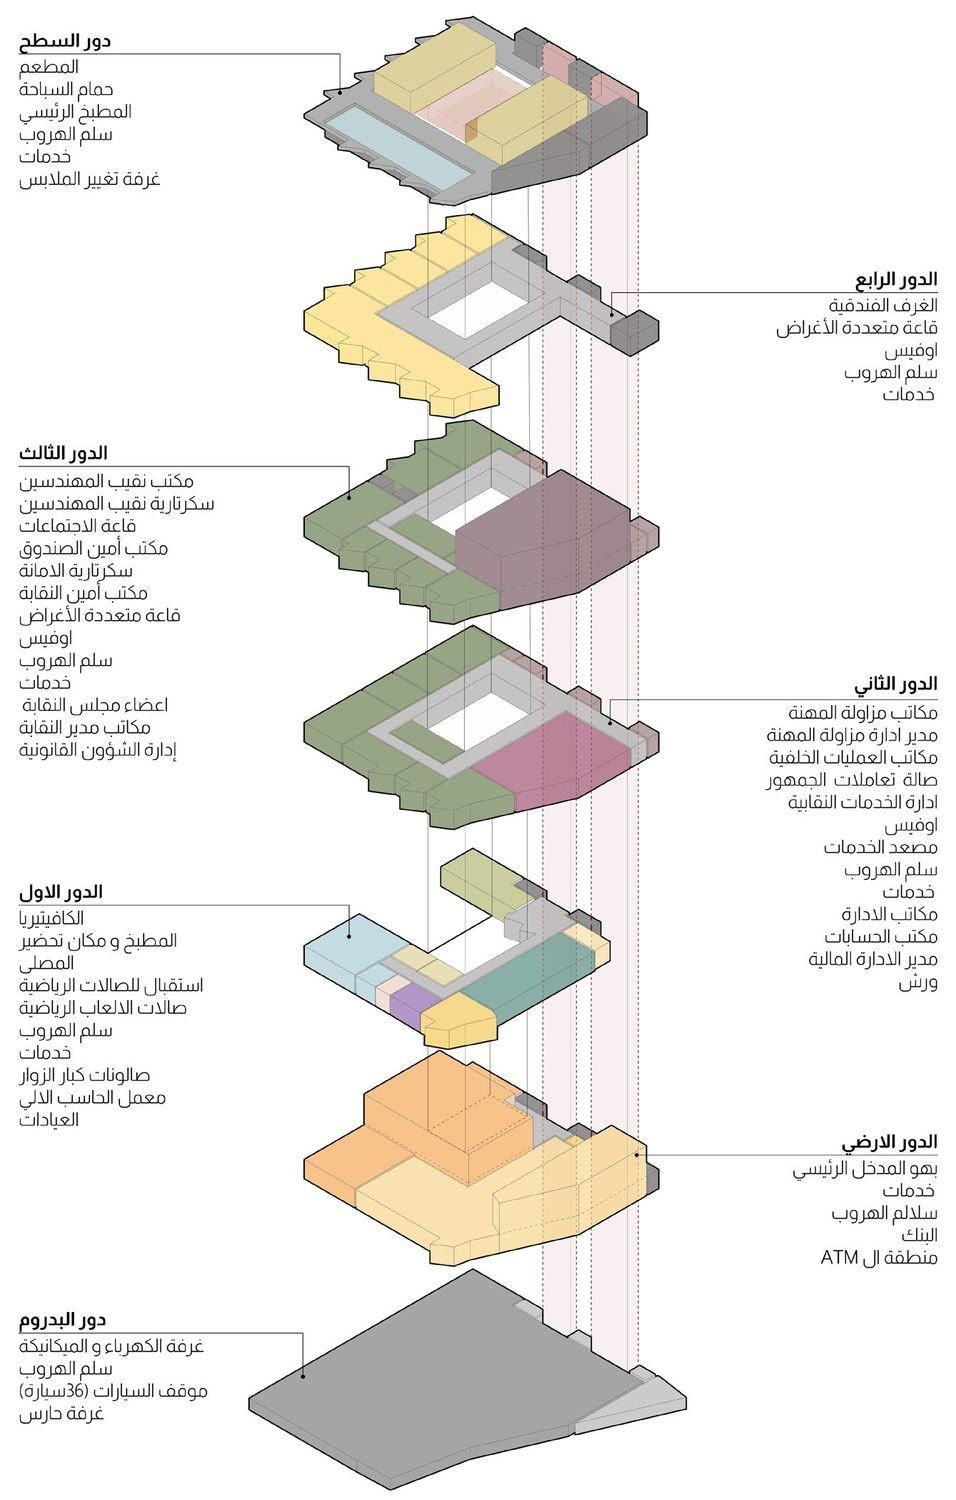 دور السطح
المطعم
حمام السباحة
المطبخ الرئيسي
سلم الهروب
خدمات
غرفة تغيير الملابس
الدور الرابع
الغرف الفندقية
قاعة متعددة الأغراض
اوفيس
سلم الهروب
خدمات
الدور الثالث
مكتب نقيب المهندسين
سكرتارية نقيب المهندسين
قاعة الاجتماعات
مكتب أمين الصندوق
سكرتارية الامانة
مكتب أمين النقابة
قاعة متعددة الأغراض
اوفيس
سلم الهروب
خدمات
اعضاء مجلس النقابة
مكاتب مدير النقابة
إدارة الشؤون القانونية
الدور الثاني
مكاتب مزاولة المهنة
مدير ادارة مزاولة المهنة
مكاتب العمليات الخلفية
صالة تعاملات الجمهور
ادارة الخدمات النقابية
اوفيس
مصعد الخدمات
سلم الهروب
خدمات
مكاتب الادارة
مكتب الحسابات
مدير الادارة المالية
ورش
الدور الاول
الكافيتيريا
المطبخ و مكان تحضير
المصلى
استقبال للصالات الرياضية
صالات الالعاب الرياضية
سلم الهروب
خدمات
صالونات كبار الزوار
معمل الحاسب الالي
العيادات
الدور الارضي
بهو المدخل الرئيسي
خدمات
سلالم الهروب
البنك
منطقة ال ATM
دور البدروم
غرفة الكهرباء و الميكانيكة
سلم الهروب
موقف السيارات (36سيارة)
غرفة حارس